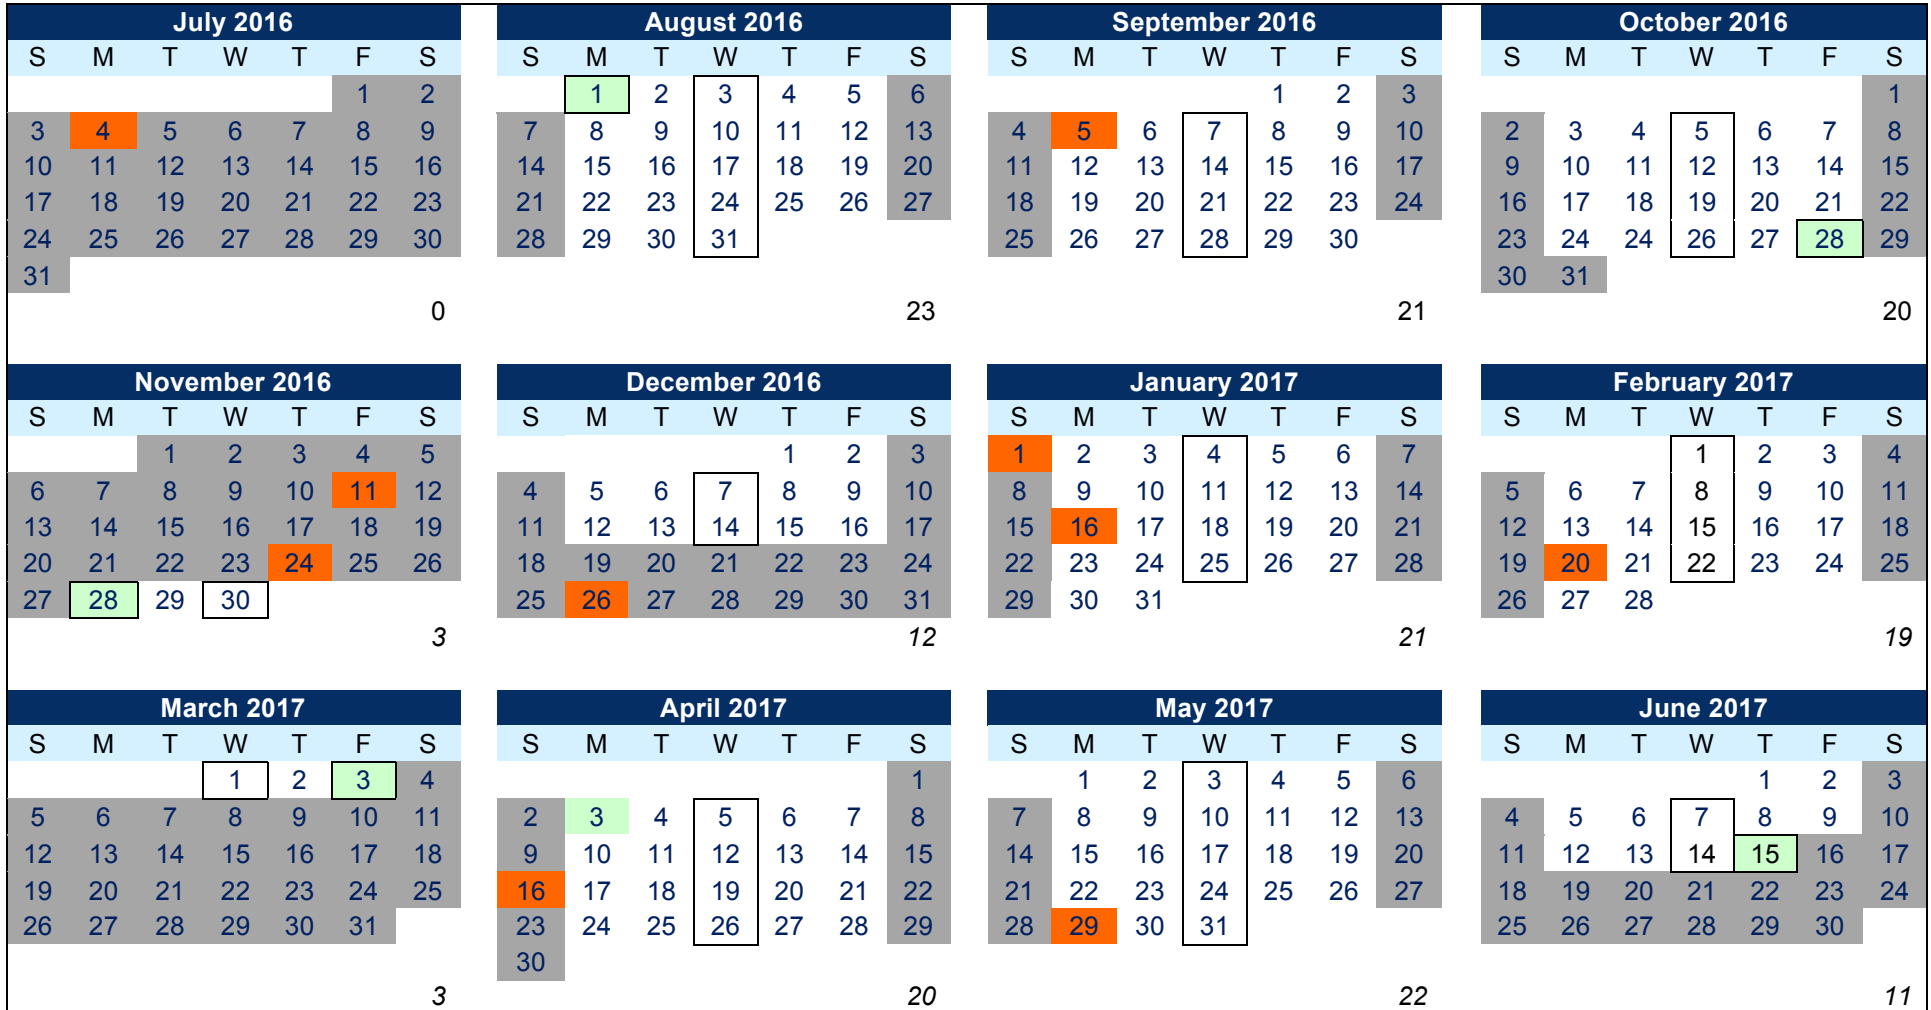 July 2016
S M T W T F S
1 2
3 4 5 6 7 8 9
10 11 12 13 14 15 16
17 18 19 20 21 22 23
24 25 26 27 28 29 30
31
0
August 2016
S M T W T F S
1 2 3 4 5 6
7 8 9 10 11 12 13
14 15 16 17 18 19 20
21 22 23 24 25 26 27
28 29 30 31
23
September 2016
S M T W T F S
1 2 3
4 5 6 7 8 9 10
11 12 13 14 15 16 17
18 19 20 21 22 23 24
25 26 27 28 29 30
21
October 2016
S M T W T F S
1
2 3 4 5 6 7 8
9 10 11 12 13 14 15
16 17 18 19 20 21 22
23 24 24 26 27 28 29
30 31
20
November 2016
S M T W T F S
1 2 3 4 5
6 7 8 9 10 11 12
13 14 15 16 17 18 19
20 21 22 23 24 25 26
27 28 29 30
3
December 2016
S M T W T F S
1 2 3
4 5 6 7 8 9 10
11 12 13 14 15 16 17
18 19 20 21 22 23 24
25 26 27 28 29 30 31
12
January 2017
S M T W T F S
1 2 3 4 5 6 7
8 9 10 11 12 13 14
15 16 17 18 19 20 21
22 23 24 25 26 27 28
29 30 31
21
February 2017
S M T W T F S
1 2 3 4
5 6 7 8 9 10 11
12 13 14 15 16 17 18
19 20 21 22 23 24 25
26 27 28
19
March 2017
S M T W T F S
1 2 3 4
5 6 7 8 9 10 11
12 13 14 15 16 17 18
19 20 21 22 23 24 25
26 27 28 29 30 31
3
April 2017
S M T W T F S
1
2 3 4 5 6 7 8
9 10 11 12 13 14 15
16 17 18 19 20 21 22
23 24 25 26 27 28 29
30
20
May 2017
S M T W T F S
1 2 3 4 5 6
7 8 9 10 11 12 13
14 15 16 17 18 19 20
21 22 23 24 25 26 27
28 29 30 31
22
June 2017
S M T W T F S
1 2 3
4 5 6 7 8 9 10
11 12 13 14 15 16 17
18 19 20 21 22 23 24
25 26 27 28 29 30
11